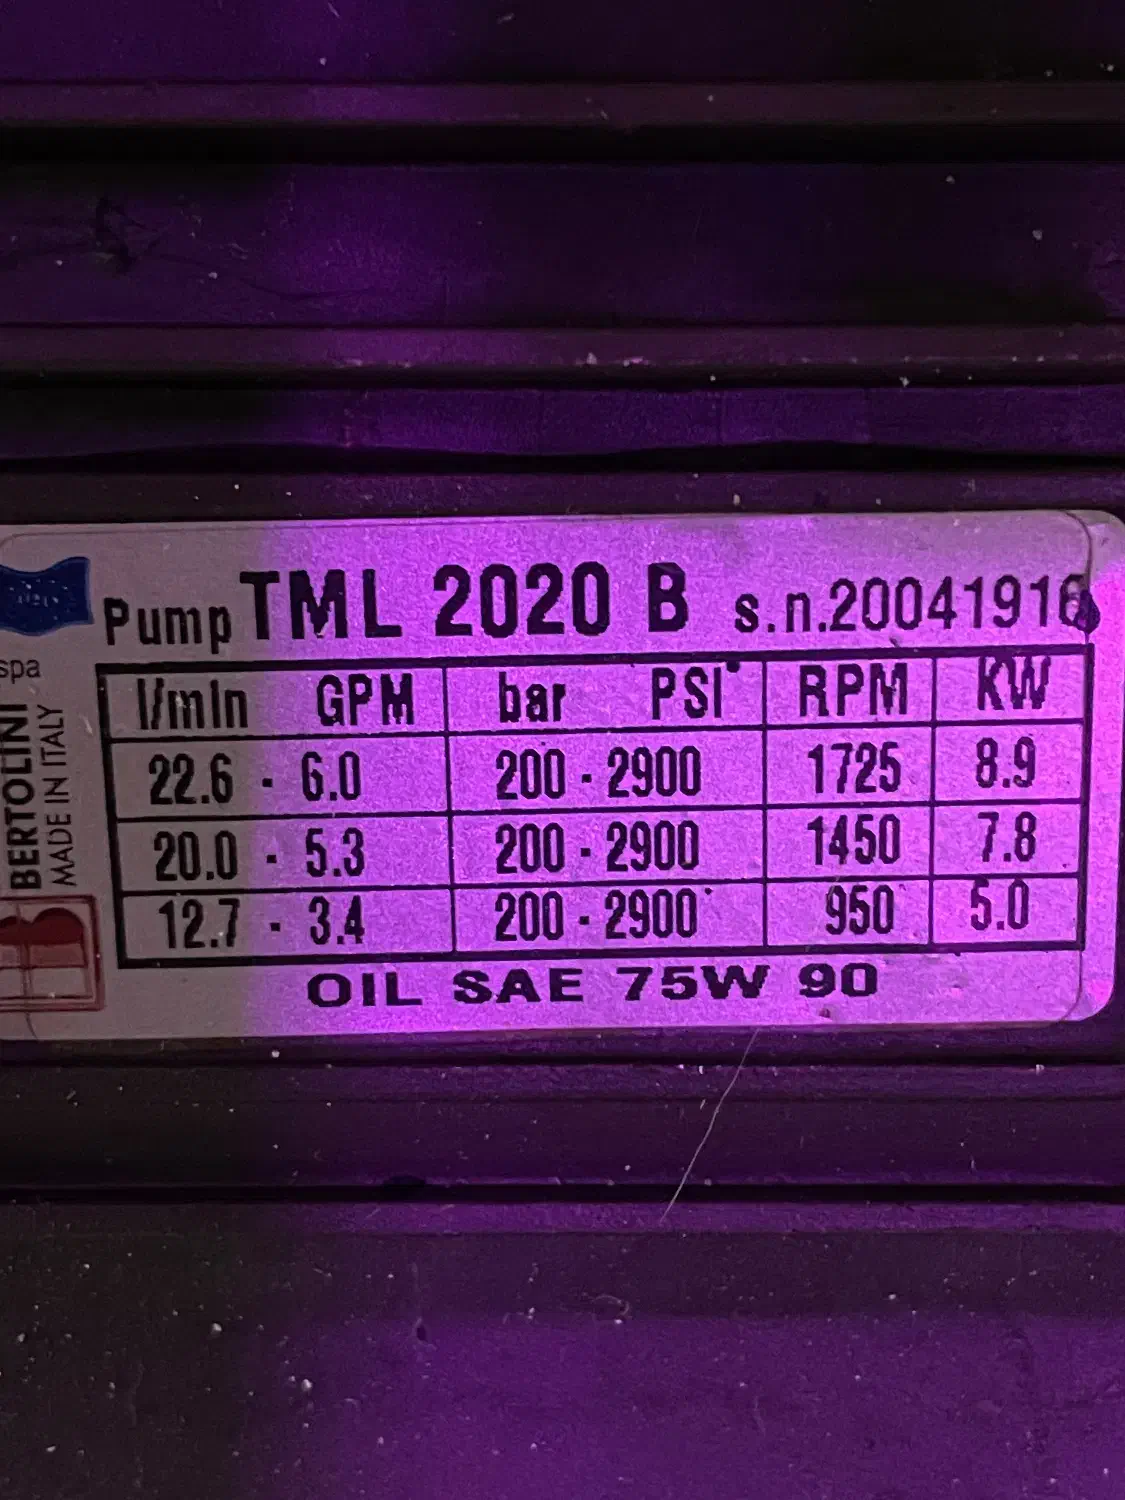 Pump TML 2020 B s.n.20041916
l/min GPM bar PSI RPM KW
22.6 - 6.0 200 - 2900 1725 8.9
20.0 - 5.3 200 - 2900 1450 7.8
12.7 - 3.4 200 - 2900 950 5.0
OIL SAE 75W 90
spa
BERTOLINI
MADE IN ITALY
B